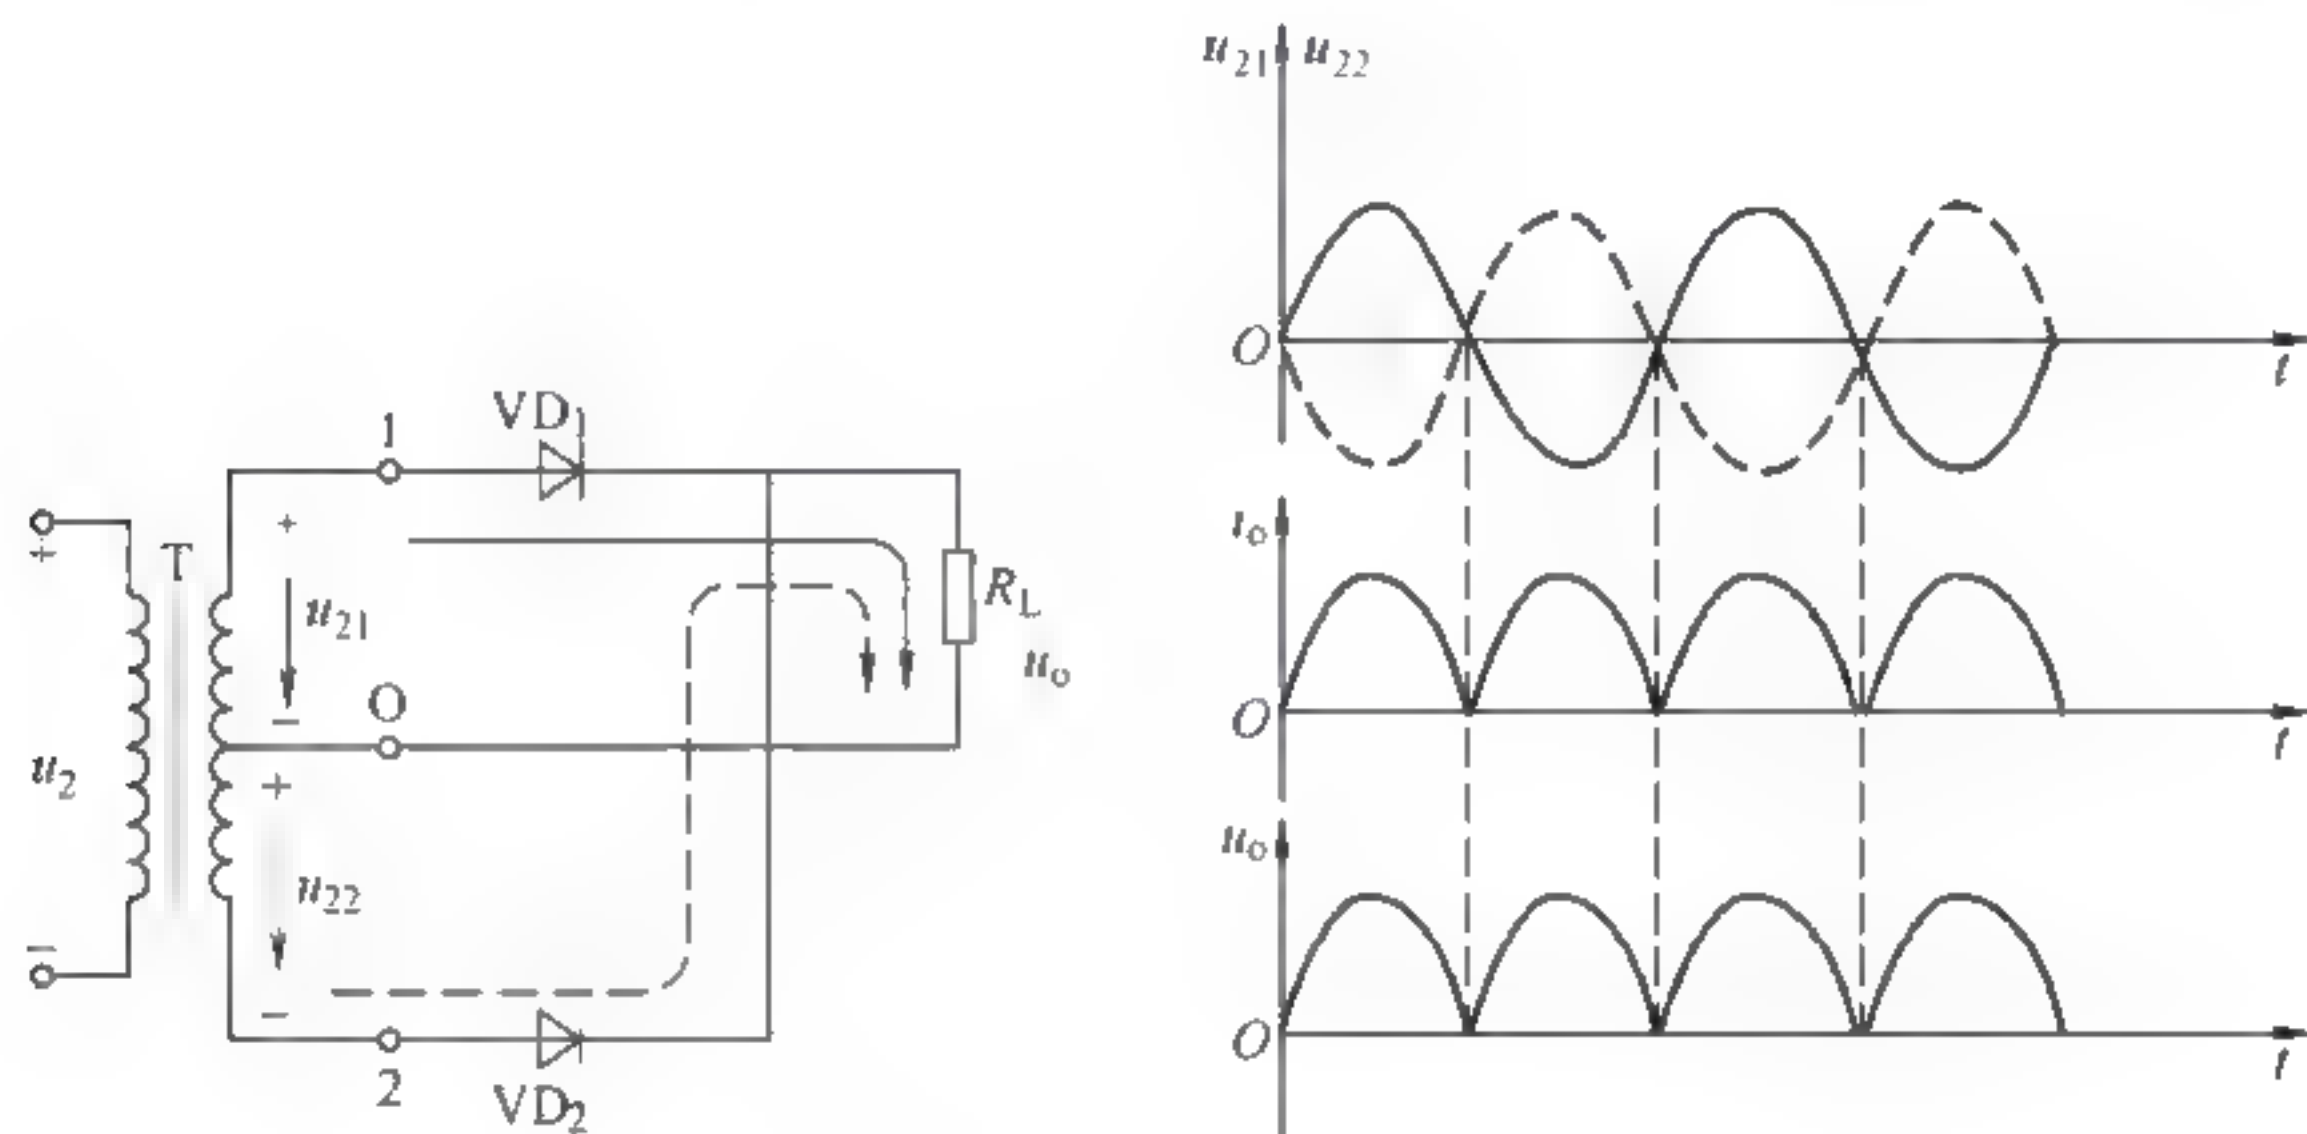 u21 u22
O
t
VD1
1
+
T
+
u21
RL
uo
−
O
u2
+
u22
−
−
2
VD2
io
O
t
uo
O
t